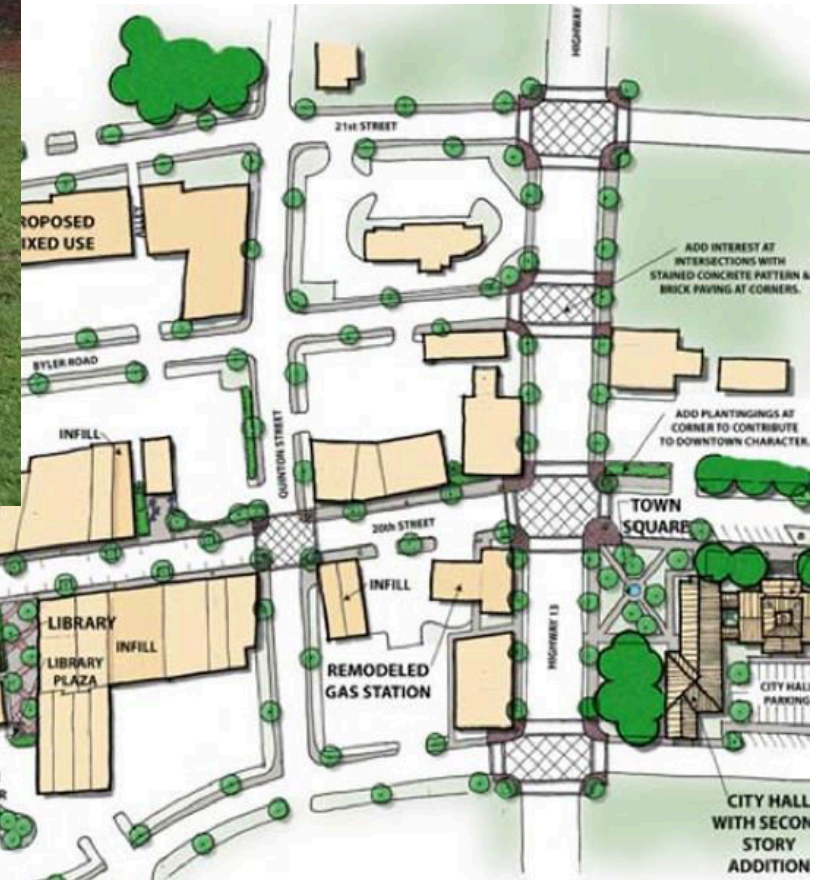 HIGHWAY
21st STREET
ROPOSED
IXED USE
ALLEY
ADD INTEREST AT
INTERSECTIONS WITH
STAINED CONCRETE PATTERN &
BRICK PAVING AT CORNERS.
BYLER ROAD
ADD PLANTINGINGS AT
CORNER TO CONTRIBUTE
TO DOWNTOWN CHARACTER.
INFILL
QUINTON STREET
TOWN
SQUARE
20th STREET
INFILL
HIGHWAY 13
LIBRARY
INFILL
LIBRARY
PLAZA
REMODELED
GAS STATION
CITY HALL
PARKING
R
CITY HALL
WITH SECON
STORY
ADDITION